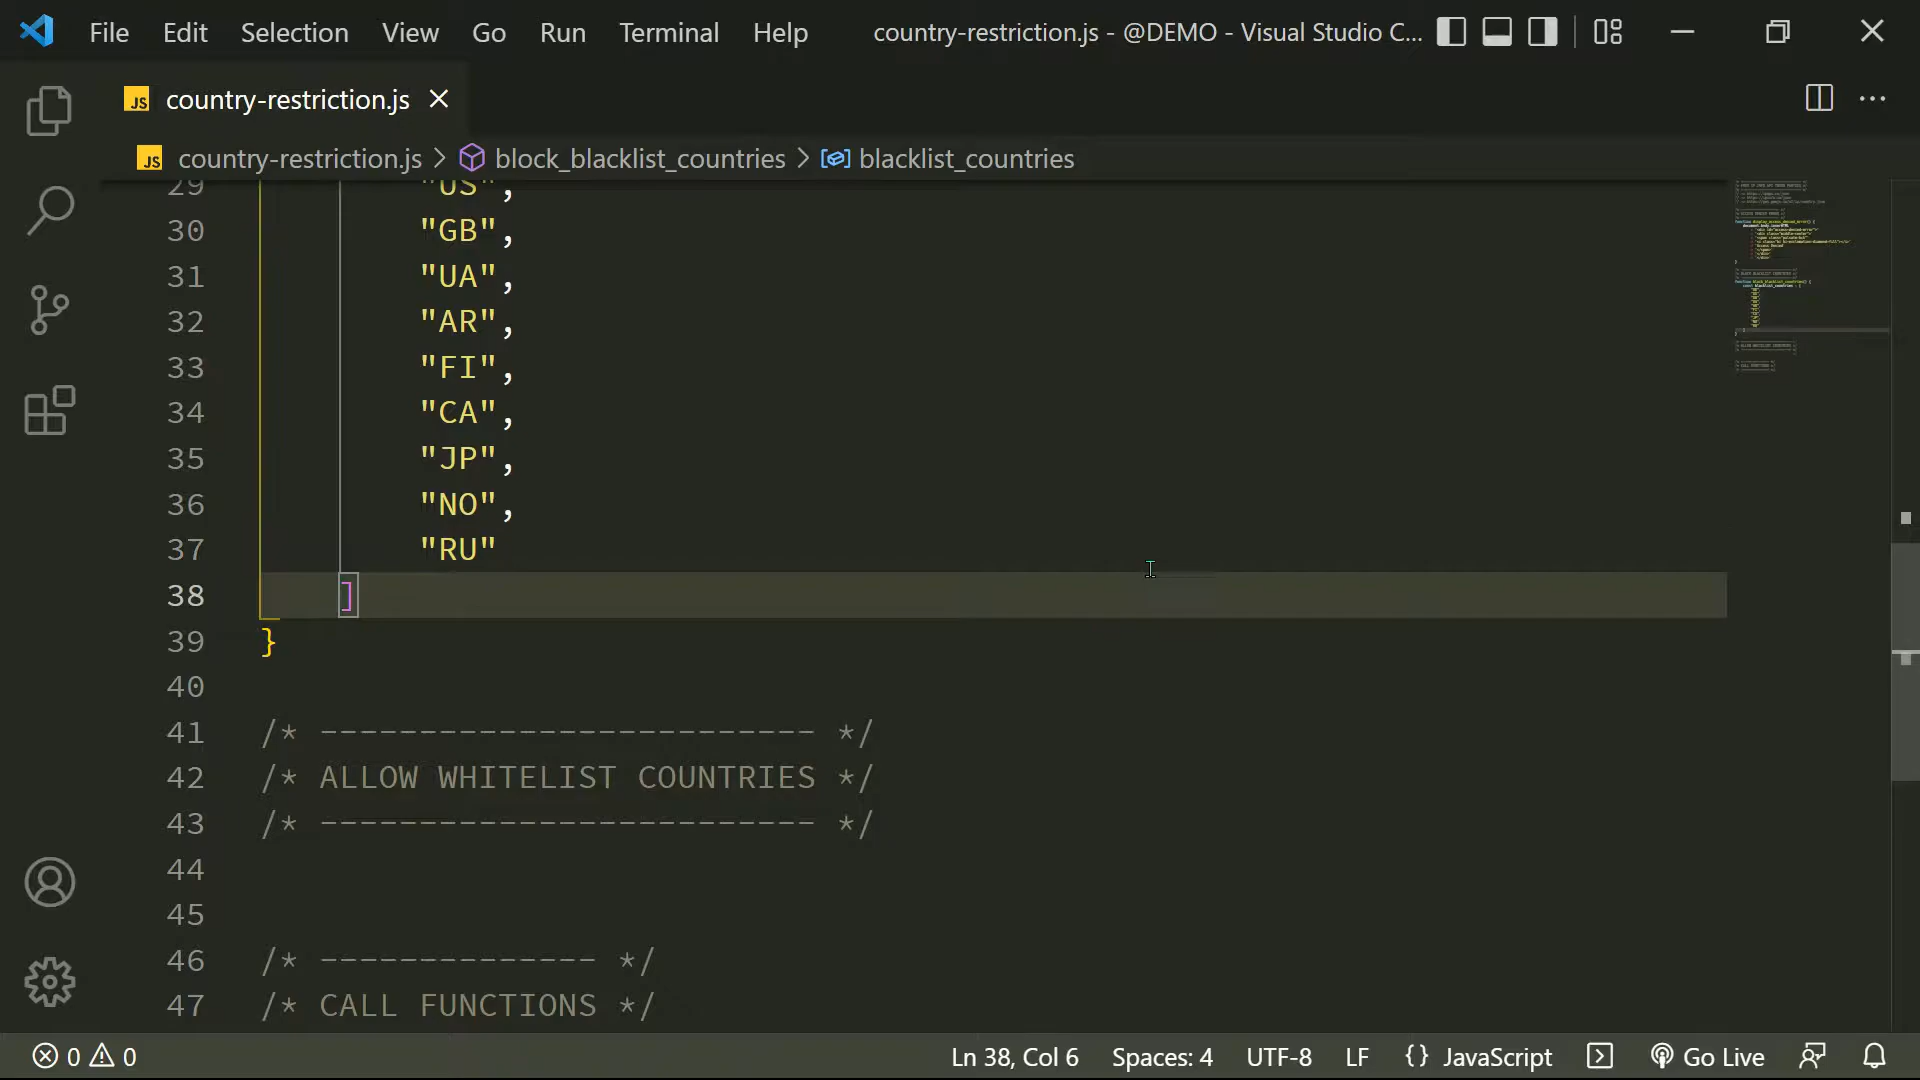 File Edit Selection View Go Run Terminal Help country-restriction.js - @DEMO - Visual Studio C...
JS country-restriction.js
JS country-restriction.js > block_blacklist_countries > blacklist_countries
29 "US",
30 "GB",
31 "UA",
32 "AR",
33 "FI",
34 "CA",
35 "JP",
36 "NO",
37 "RU"
38 ]
39 }
40
41 /* ------------------------- */
42 /* ALLOW WHITELIST COUNTRIES */
43 /* ------------------------- */
44
45
46 /* -------------- */
47 /* CALL FUNCTIONS */
0 0 Ln 38, Col 6 Spaces: 4 UTF-8 LF {} JavaScript Go Live